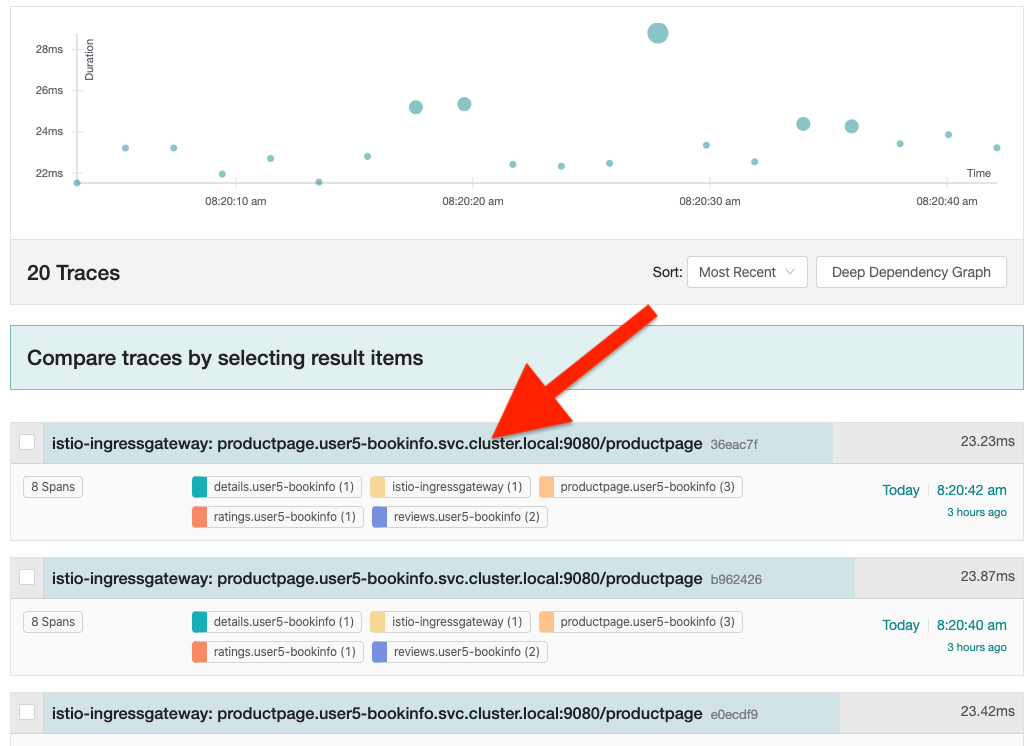 28ms
Duration
26ms
24ms
22ms
Time
08:20:10 am 08:20:20 am 08:20:30 am 08:20:40 am
20 Traces Sort: Most Recent Deep Dependency Graph
Compare traces by selecting result items
istio-ingressgateway: productpage.user5-bookinfo.svc.cluster.local:9080/productpage 36eac7f 23.23ms
8 Spans details.user5-bookinfo (1) istio-ingressgateway (1) productpage.user5-bookinfo (3) Today 8:20:42 am
ratings.user5-bookinfo (1) reviews.user5-bookinfo (2) 3 hours ago
istio-ingressgateway: productpage.user5-bookinfo.svc.cluster.local:9080/productpage b962426 23.87ms
8 Spans details.user5-bookinfo (1) istio-ingressgateway (1) productpage.user5-bookinfo (3) Today 8:20:40 am
ratings.user5-bookinfo (1) reviews.user5-bookinfo (2) 3 hours ago
istio-ingressgateway: productpage.user5-bookinfo.svc.cluster.local:9080/productpage e0ecdf9 23.42ms